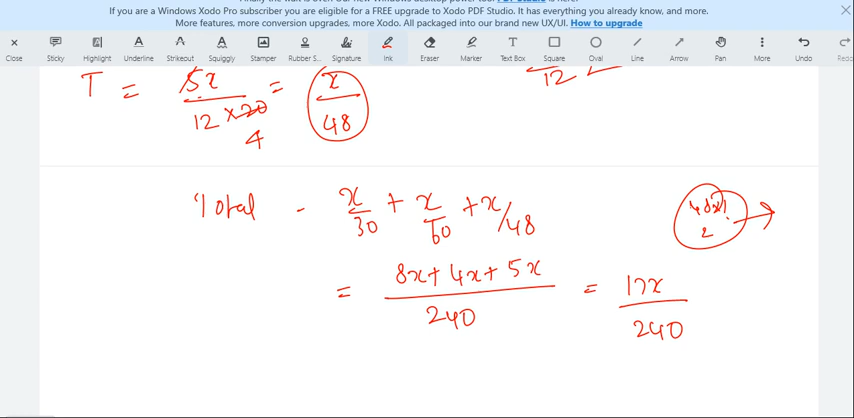 If you are a Windows Xodo Pro subscriber you are eligible for a FREE upgrade to Xodo PDF Studio. It has everything you already know, and more.
More features, more conversion upgrades, more Xodo. All packaged into our brand new UX/UI. How to upgrade
Close Sticky Highlight Underline Strikeout Squiggly Stamper Rubber S... Signature Ink Eraser Marker Text Box Square Oval Line Arrow Pan More Undo Redo
T = 5x / 12 × 20 = x / 48
4
12
Total - x/30 + x/60 + x/48
= 8x + 4x + 5x / 240 = 17x / 240